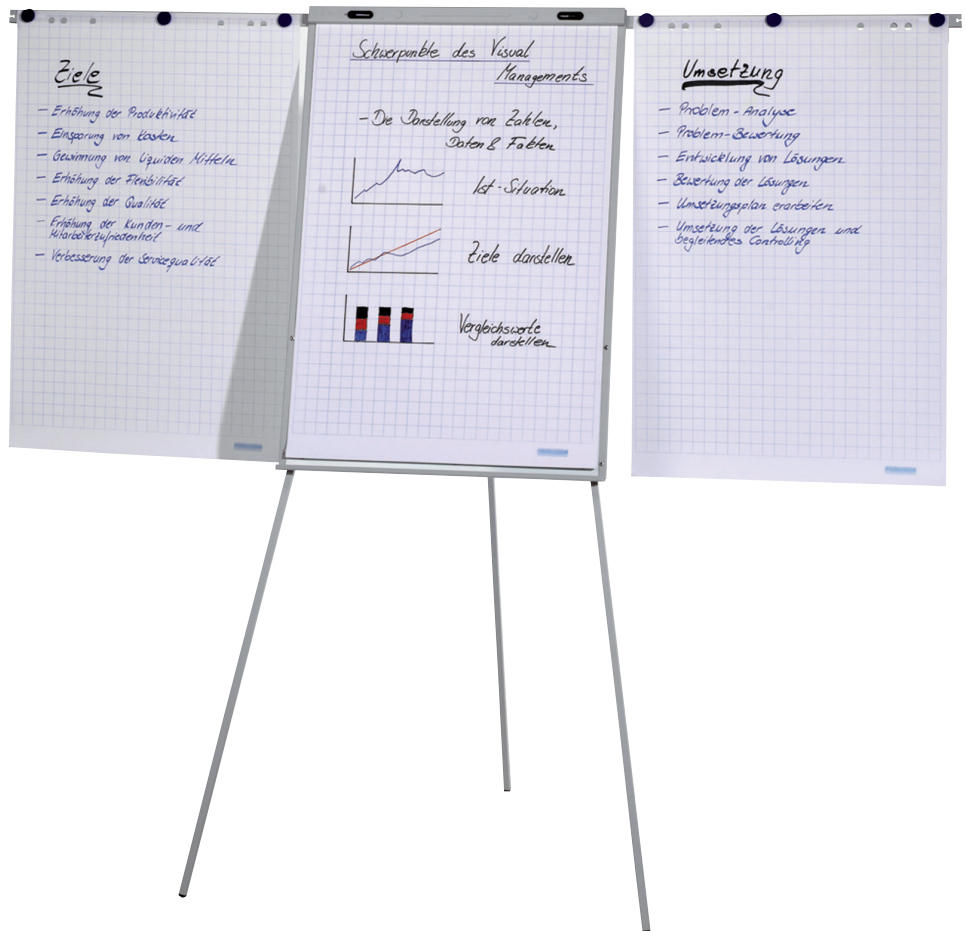 Ziele
– Erhöhung der Produktivität
– Einsparung von Kosten
– Gewinnung von liquiden Mitteln
– Erhöhung der Flexibilität
– Erhöhung der Qualität
– Erhöhung der Kunden- und
Mitarbeiterzufriedenheit
– Verbesserung der Servicequalität
Schwerpunkte des Visual
Managements
– Die Darstellung von Zahlen,
Daten & Fakten
Ist-Situation
Ziele darstellen
Vergleichswerte
darstellen
Umsetzung
– Problem-Analyse
– Problem-Bewertung
– Entwicklung von Lösungen
– Bewertung der Lösungen
– Umsetzungsplan erarbeiten
– Umsetzung der Lösungen und
begleitendes Controlling